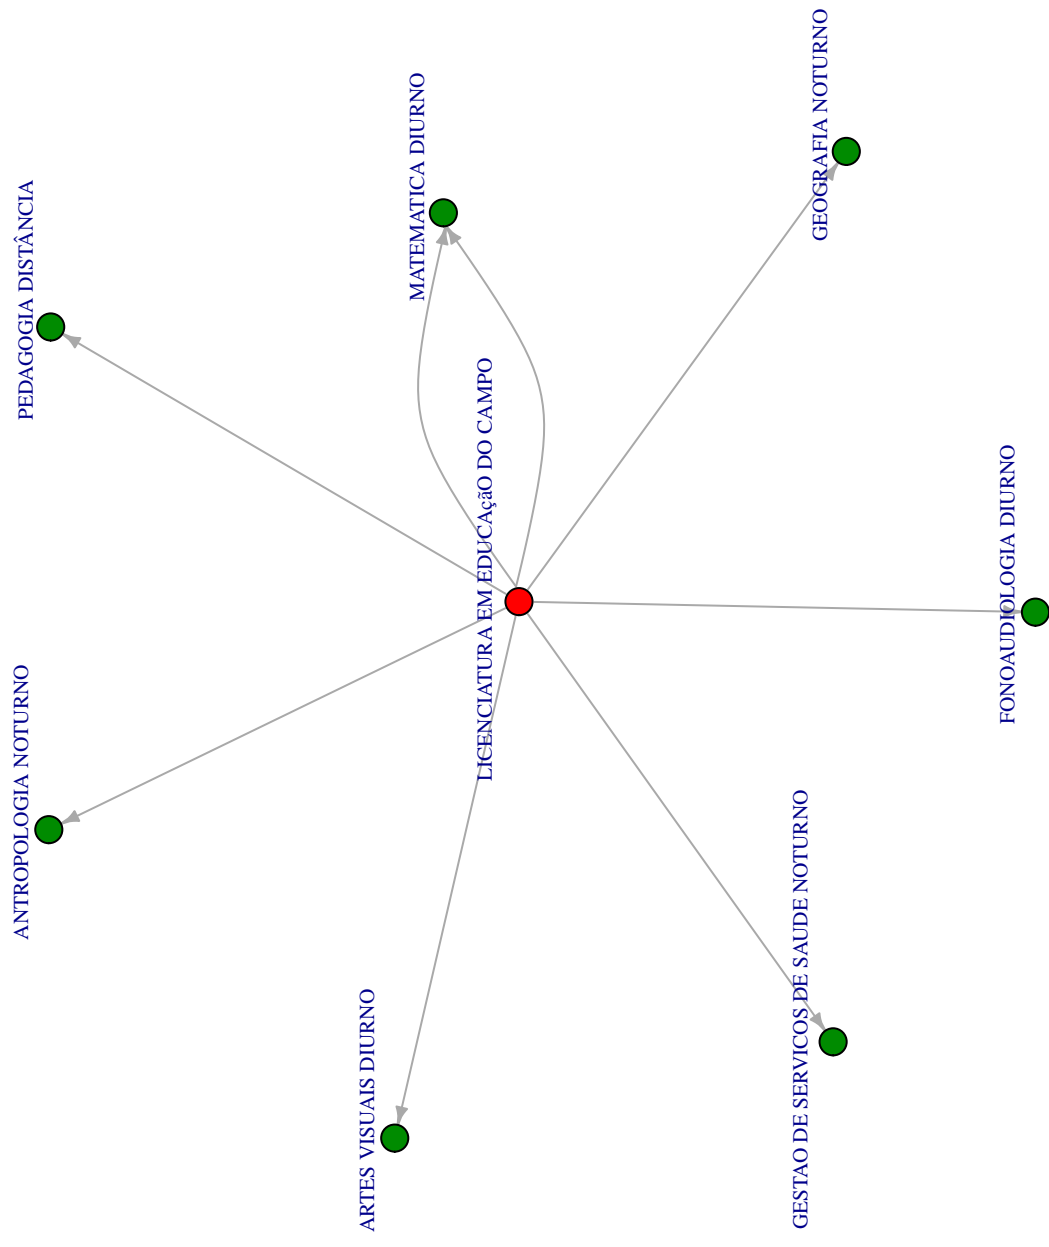 GEOGRAFIA NOTURNO
MATEMATICA DIURNO
PEDAGOGIA DISTÂNCIA
LICENCIATURA EM EDUCAçãO DO CAMPO
FONOAUDIOLOGIA DIURNO
ANTROPOLOGIA NOTURNO
GESTAO DE SERVICOS DE SAUDE NOTURNO
ARTES VISUAIS DIURNO